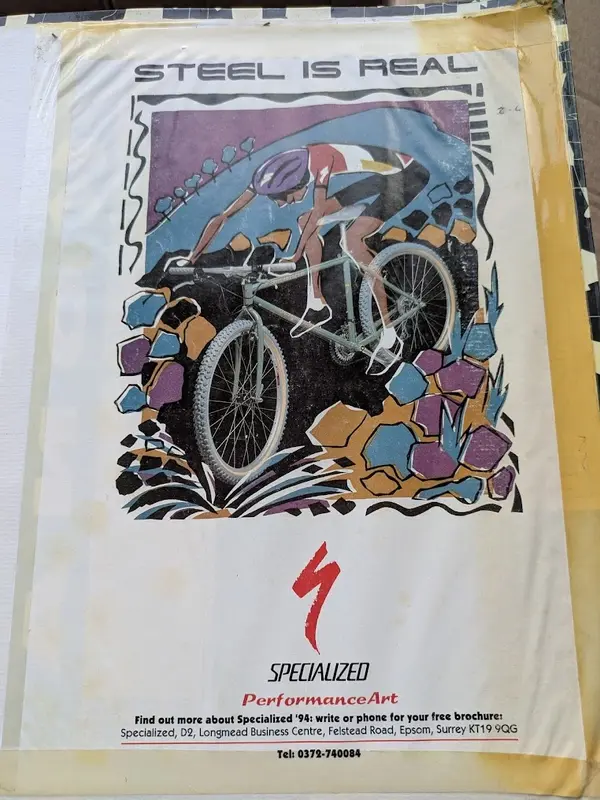 STEEL IS REAL
SPECIALIZED
PerformanceArt
Find out more about Specialized '94: write or phone for your free brochure:
Specialized, D2, Longmead Business Centre, Felstead Road, Epsom, Surrey KT19 9QG
Tel: 0372-740084